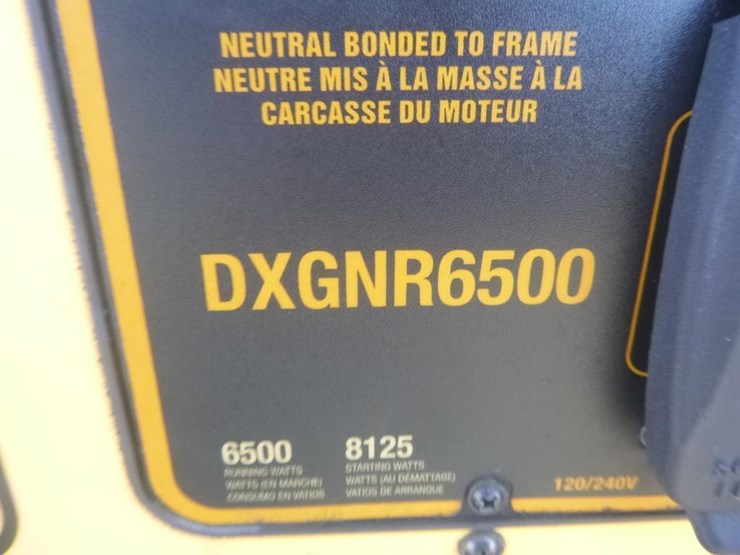 NEUTRAL BONDED TO FRAME
NEUTRE MIS À LA MASSE À LA
CARCASSE DU MOTEUR
DXGNR6500
6500
RUNNING WATTS
WATTS (EN MARCHE)
CONSUMO EN VATIOS
8125
STARTING WATTS
WATTS (AU DÉMATTAGE)
VATIOS DE ARRANQUE
120/240V